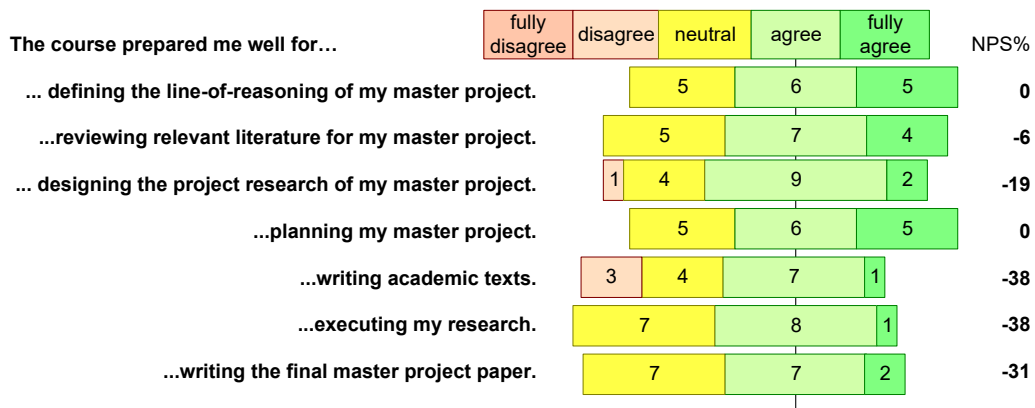 The course prepared me well for…
fully disagree
disagree
neutral
agree
fully agree
NPS%
... defining the line-of-reasoning of my master project. 5 6 5 0
...reviewing relevant literature for my master project. 5 7 4 -6
... designing the project research of my master project. 1 4 9 2 -19
...planning my master project. 5 6 5 0
...writing academic texts. 3 4 7 1 -38
...executing my research. 7 8 1 -38
...writing the final master project paper. 7 7 2 -31